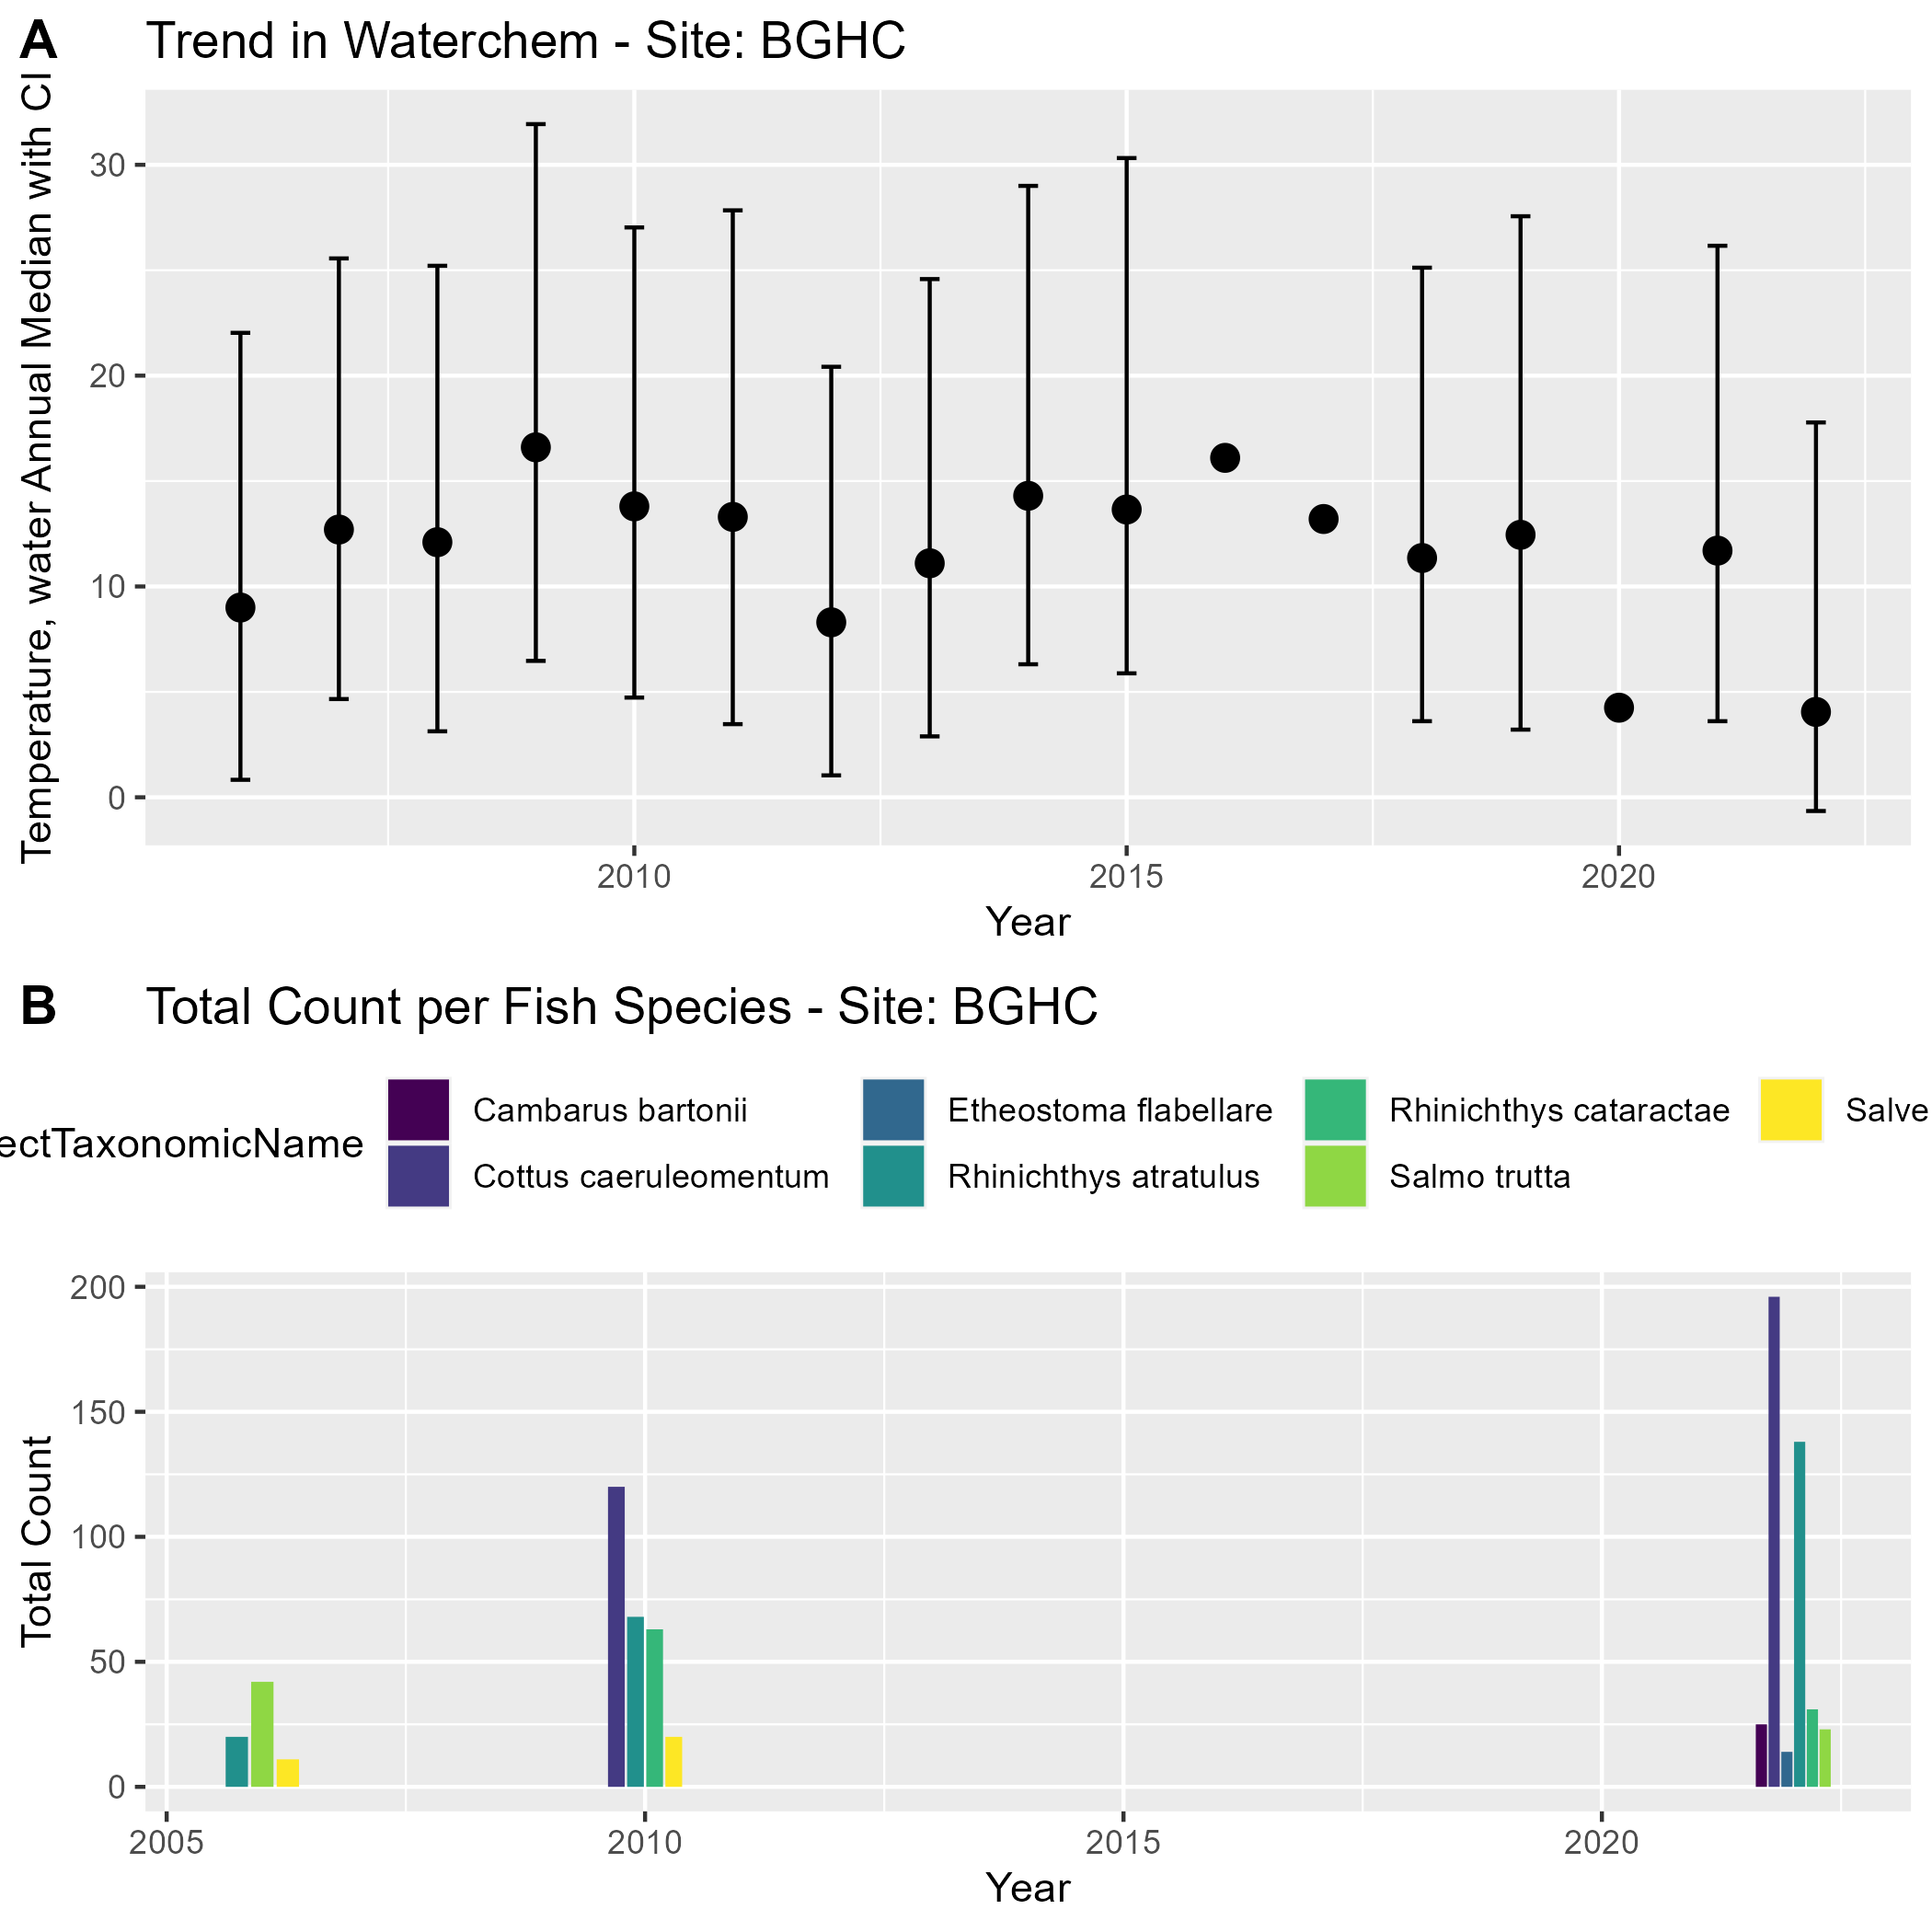 A Trend in Waterchem - Site: BGHC
Temperature, water Annual Median with CI
30
20
10
0
2010 2015 2020
Year
B Total Count per Fish Species - Site: BGHC
ectTaxonomicName
Cambarus bartonii Etheostoma flabellare Rhinichthys cataractae Salve
Cottus caeruleomentum Rhinichthys atratulus Salmo trutta
Total Count
200
150
100
50
0
2005 2010 2015 2020
Year